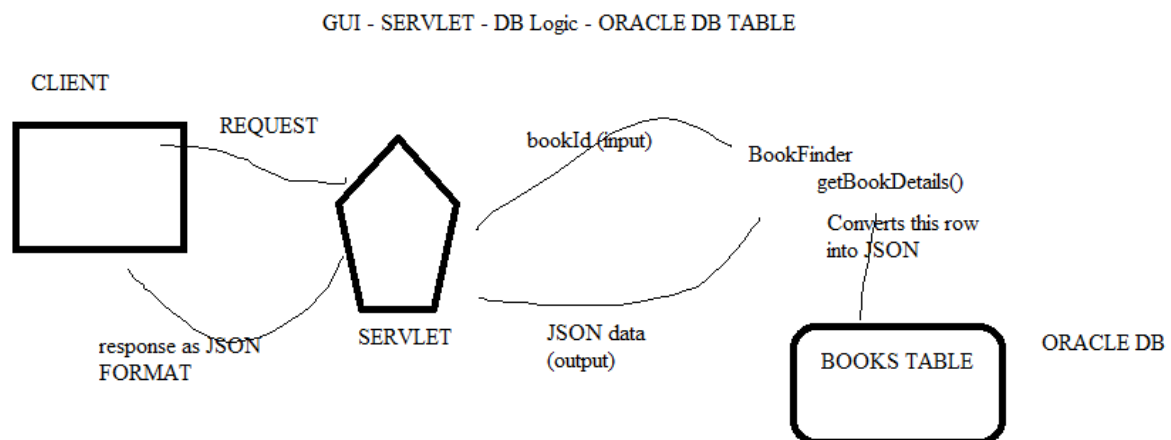 GUI - SERVLET - DB Logic - ORACLE DB TABLE
CLIENT
REQUEST
bookId (input)
BookFinder
getBookDetails()
Converts this row
into JSON
SERVLET
JSON data
(output)
response as JSON
FORMAT
BOOKS TABLE
ORACLE DB